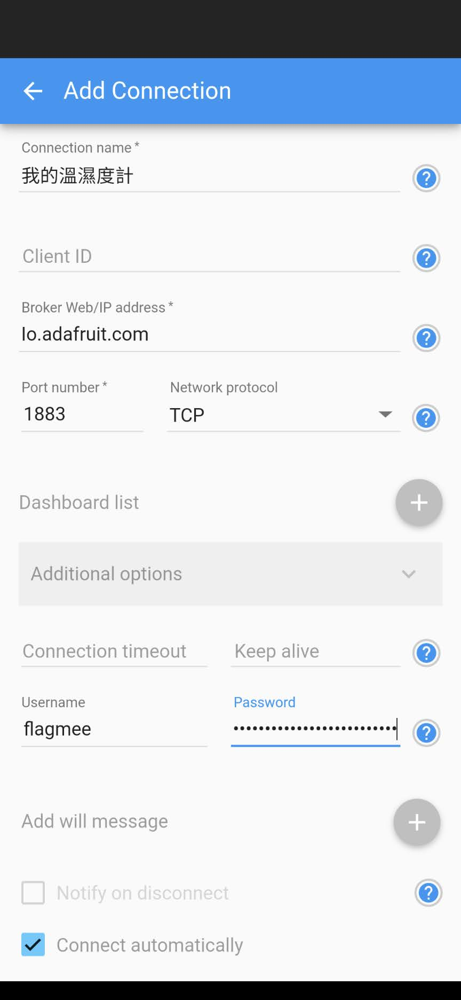 Add Connection
Connection name *
我的溫濕度計
Client ID
Broker Web/IP address *
Io.adafruit.com
Port number * Network protocol
1883 TCP
Dashboard list
Additional options
Connection timeout Keep alive
Username Password
flagmee ••••••••••••••••••••••••••
Add will message
Notify on disconnect
Connect automatically